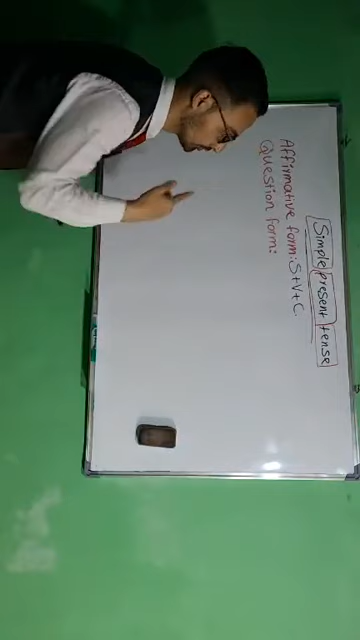 Simple present tense
Affirmative form: S+V+C.
Question form: